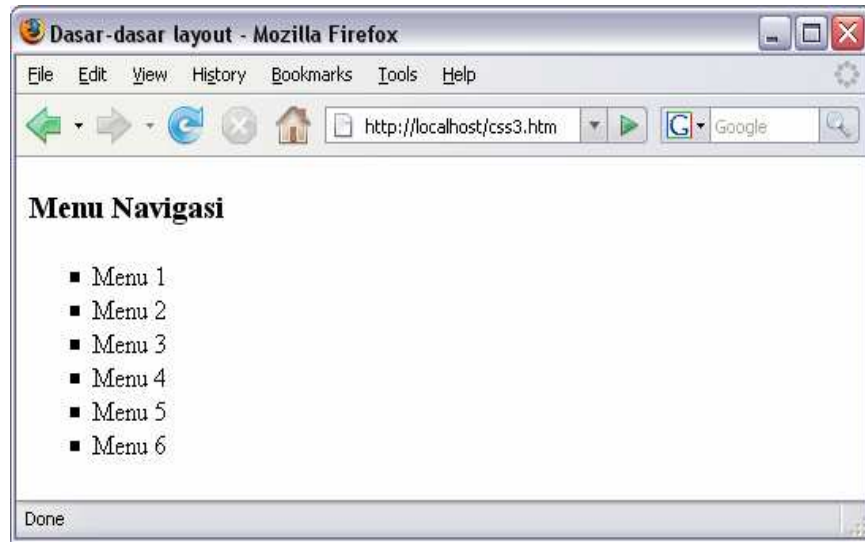 Dasar-dasar layout - Mozilla Firefox
File Edit View History Bookmarks Tools Help
http://localhost/css3.htm G Google
Menu Navigasi
Menu 1
Menu 2
Menu 3
Menu 4
Menu 5
Menu 6
Done